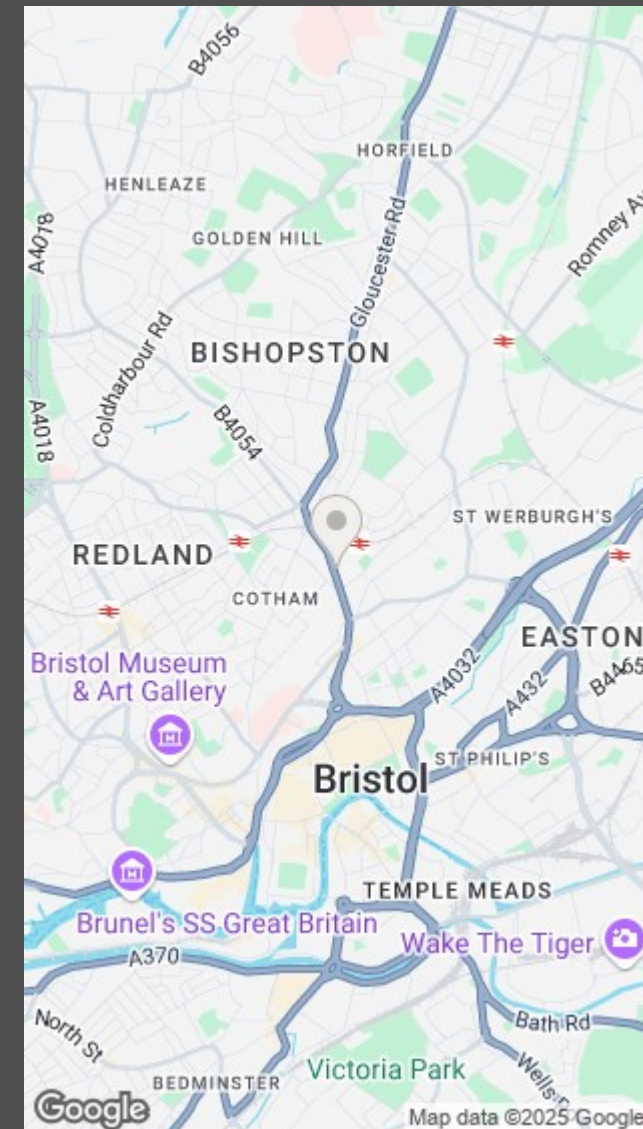 B4056
HORFIELD
HENLEAZE
A4018
Romney Av
GOLDEN HILL
Gloucester Rd
Coldharbour Rd
BISHOPSTON
A4018
B4054
ST WERBURGH'S
REDLAND
COTHAM
EASTON
Bristol Museum
& Art Gallery
A4032
A432
B4465
ST PHILIP'S
Bristol
TEMPLE MEADS
Brunel's SS Great Britain
Wake The Tiger
A370
North St
Bath Rd
Victoria Park
Wells
BEDMINSTER
Google
Map data ©2025 Google